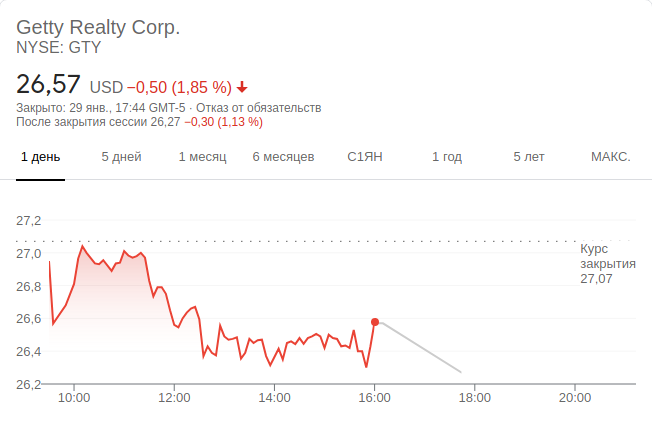 Getty Realty Corp.
NYSE: GTY
26,57 USD −0,50 (1,85 %)
Закрыто: 29 янв., 17:44 GMT-5 · Отказ от обязательств
После закрытия сессии 26,27 −0,30 (1,13 %)
1 день 5 дней 1 месяц 6 месяцев С1ЯН 1 год 5 лет МАКС.
27,2
27,0
26,8
26,6
26,4
26,2
Курс
закрытия
27,07
10:00 12:00 14:00 16:00 18:00 20:00